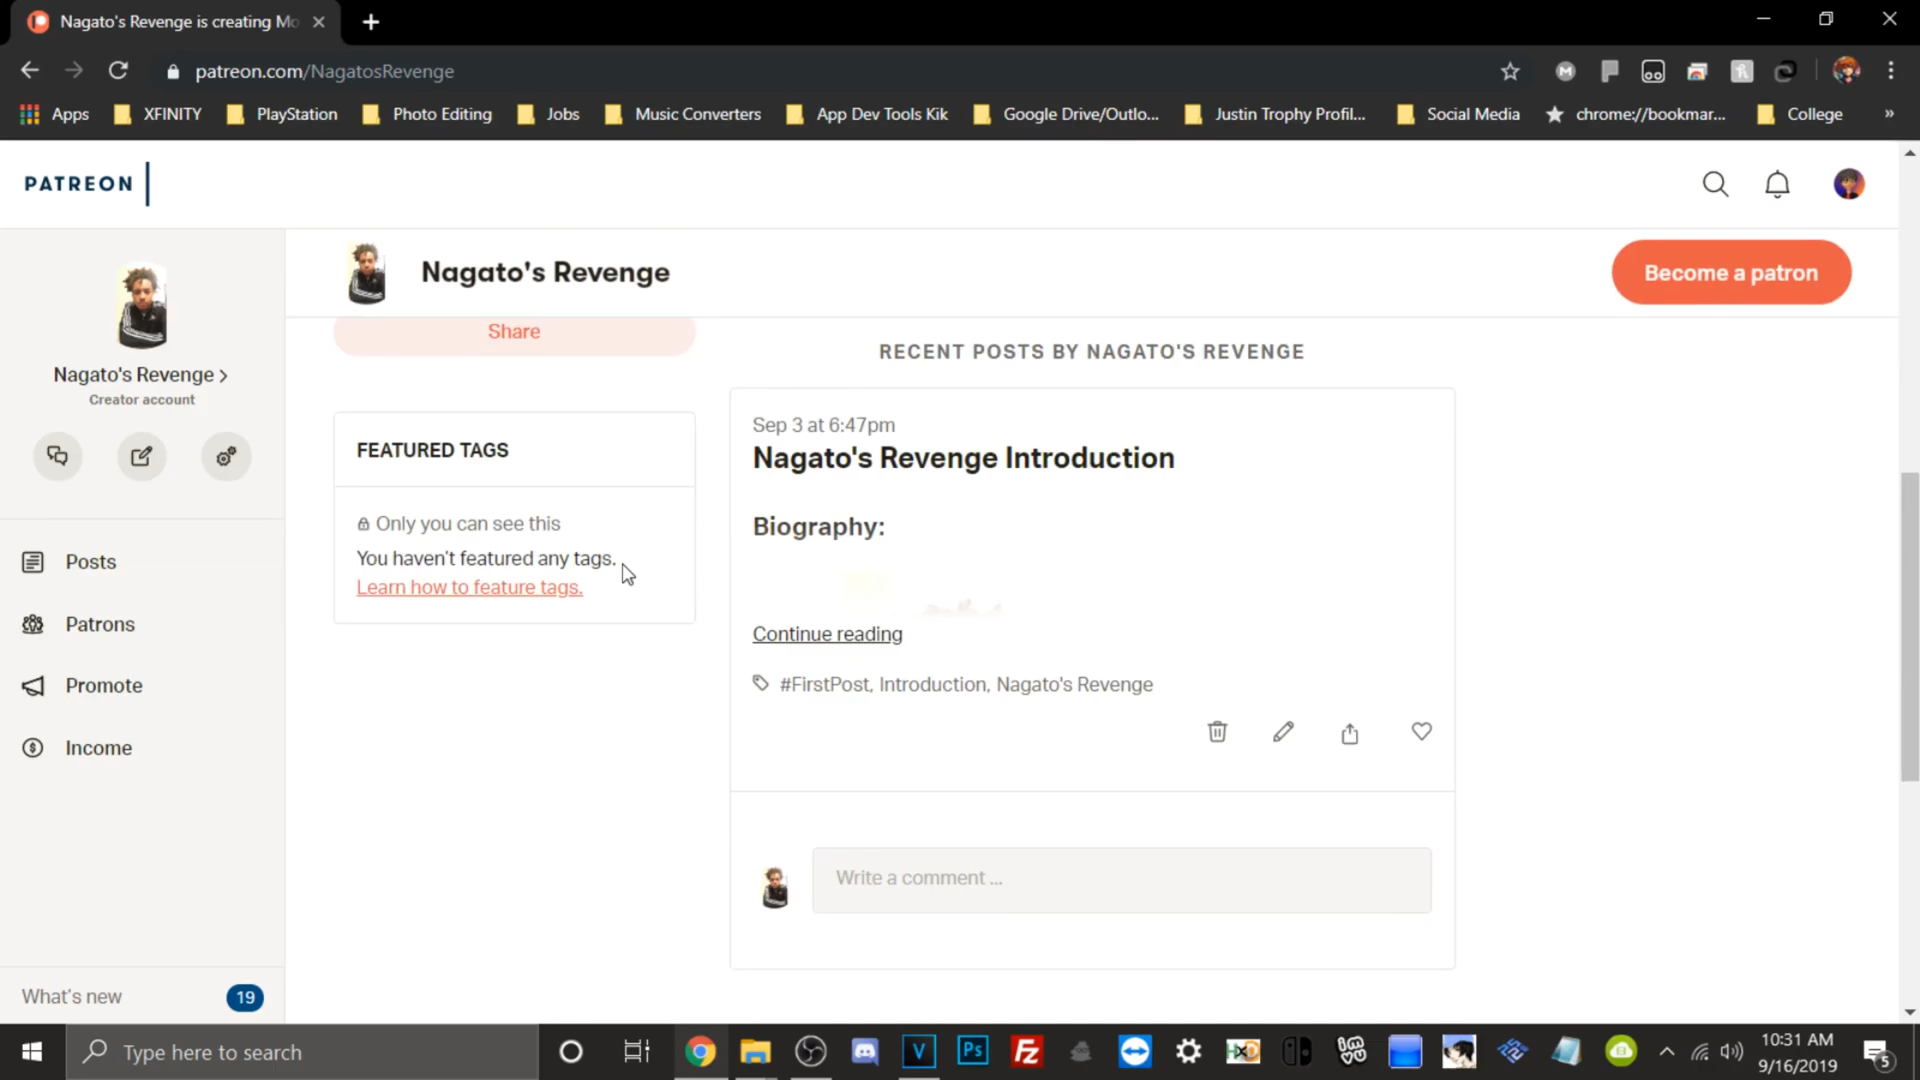 Nagato's Revenge is creating Mo
patreon.com/NagatosRevenge
Apps XFINITY PlayStation Photo Editing Jobs Music Converters App Dev Tools Kik Google Drive/Outlo... Justin Trophy Profil... Social Media chrome://bookmar... College »
PATREON
Nagato's Revenge
Become a patron
Nagato's Revenge >
Creator account
Posts
Patrons
Promote
Income
What's new 19
Share
FEATURED TAGS
Only you can see this
You haven't featured any tags.
Learn how to feature tags.
RECENT POSTS BY NAGATO'S REVENGE
Sep 3 at 6:47pm
Nagato's Revenge Introduction
Biography:
Continue reading
#FirstPost, Introduction, Nagato's Revenge
Write a comment ...
Type here to search
V
Ps
Fz
HxD
10:31 AM
9/16/2019
5